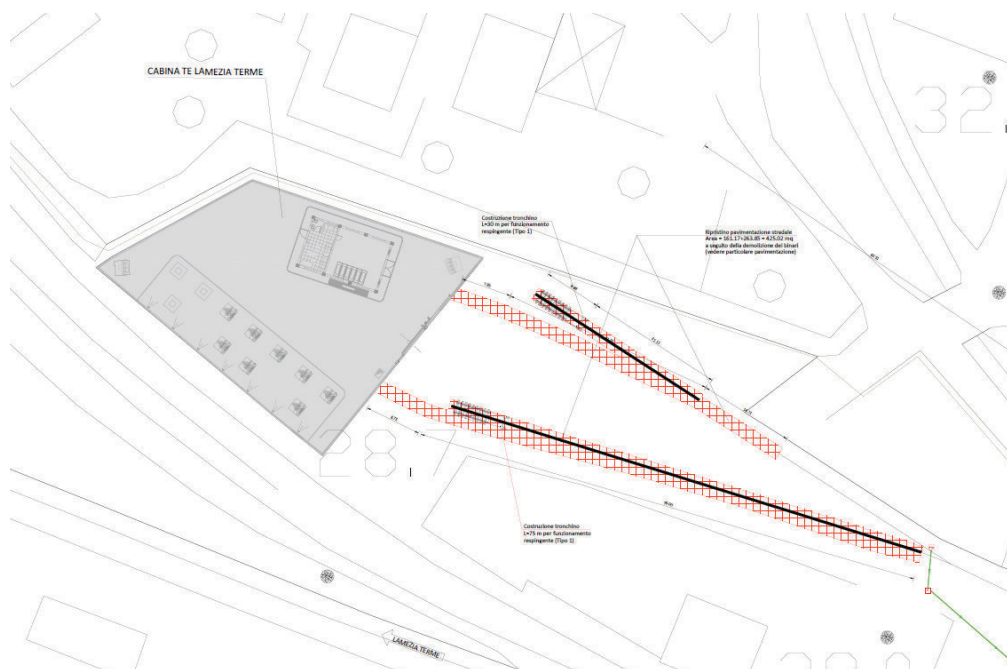 CABINA TE LAMEZIA TERME
32
Costruzione tronchino
L=30 m per funzionamento
respingente (Tipo 1)
Ripristino pavimentazione stradale
Area = 161.17+263.85 = 425.02 mq
a seguito della demolizione dei binari
(vedere particolare pavimentazione)
287
Costruzione tronchino
L=75 m per funzionamento
respingente (Tipo 1)
LAMEZIA TERME